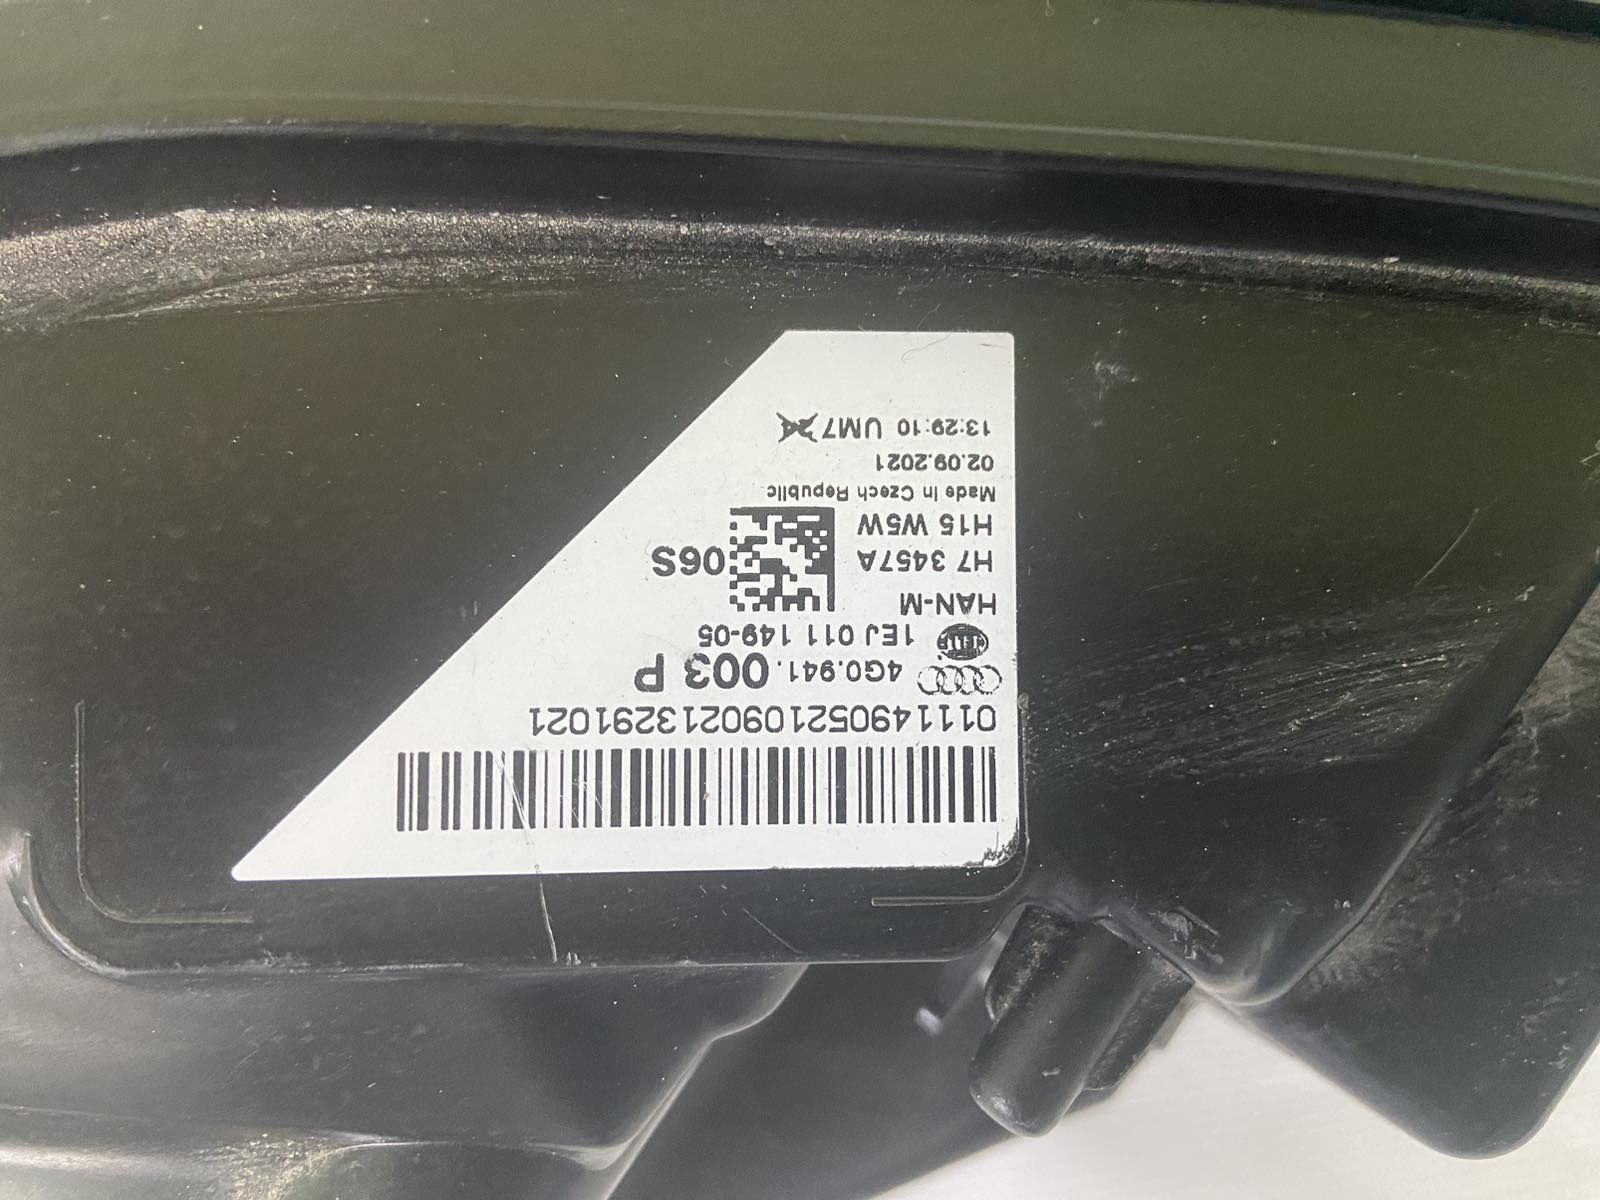 01114905210902132910​21
4G0.941. 003 P
HELLA 1EJ 011 149-05
HAN-M
H7 3457A
06S
H15 W5W
Made in Czech Republic
02.09.2021
13:29:10 UM7